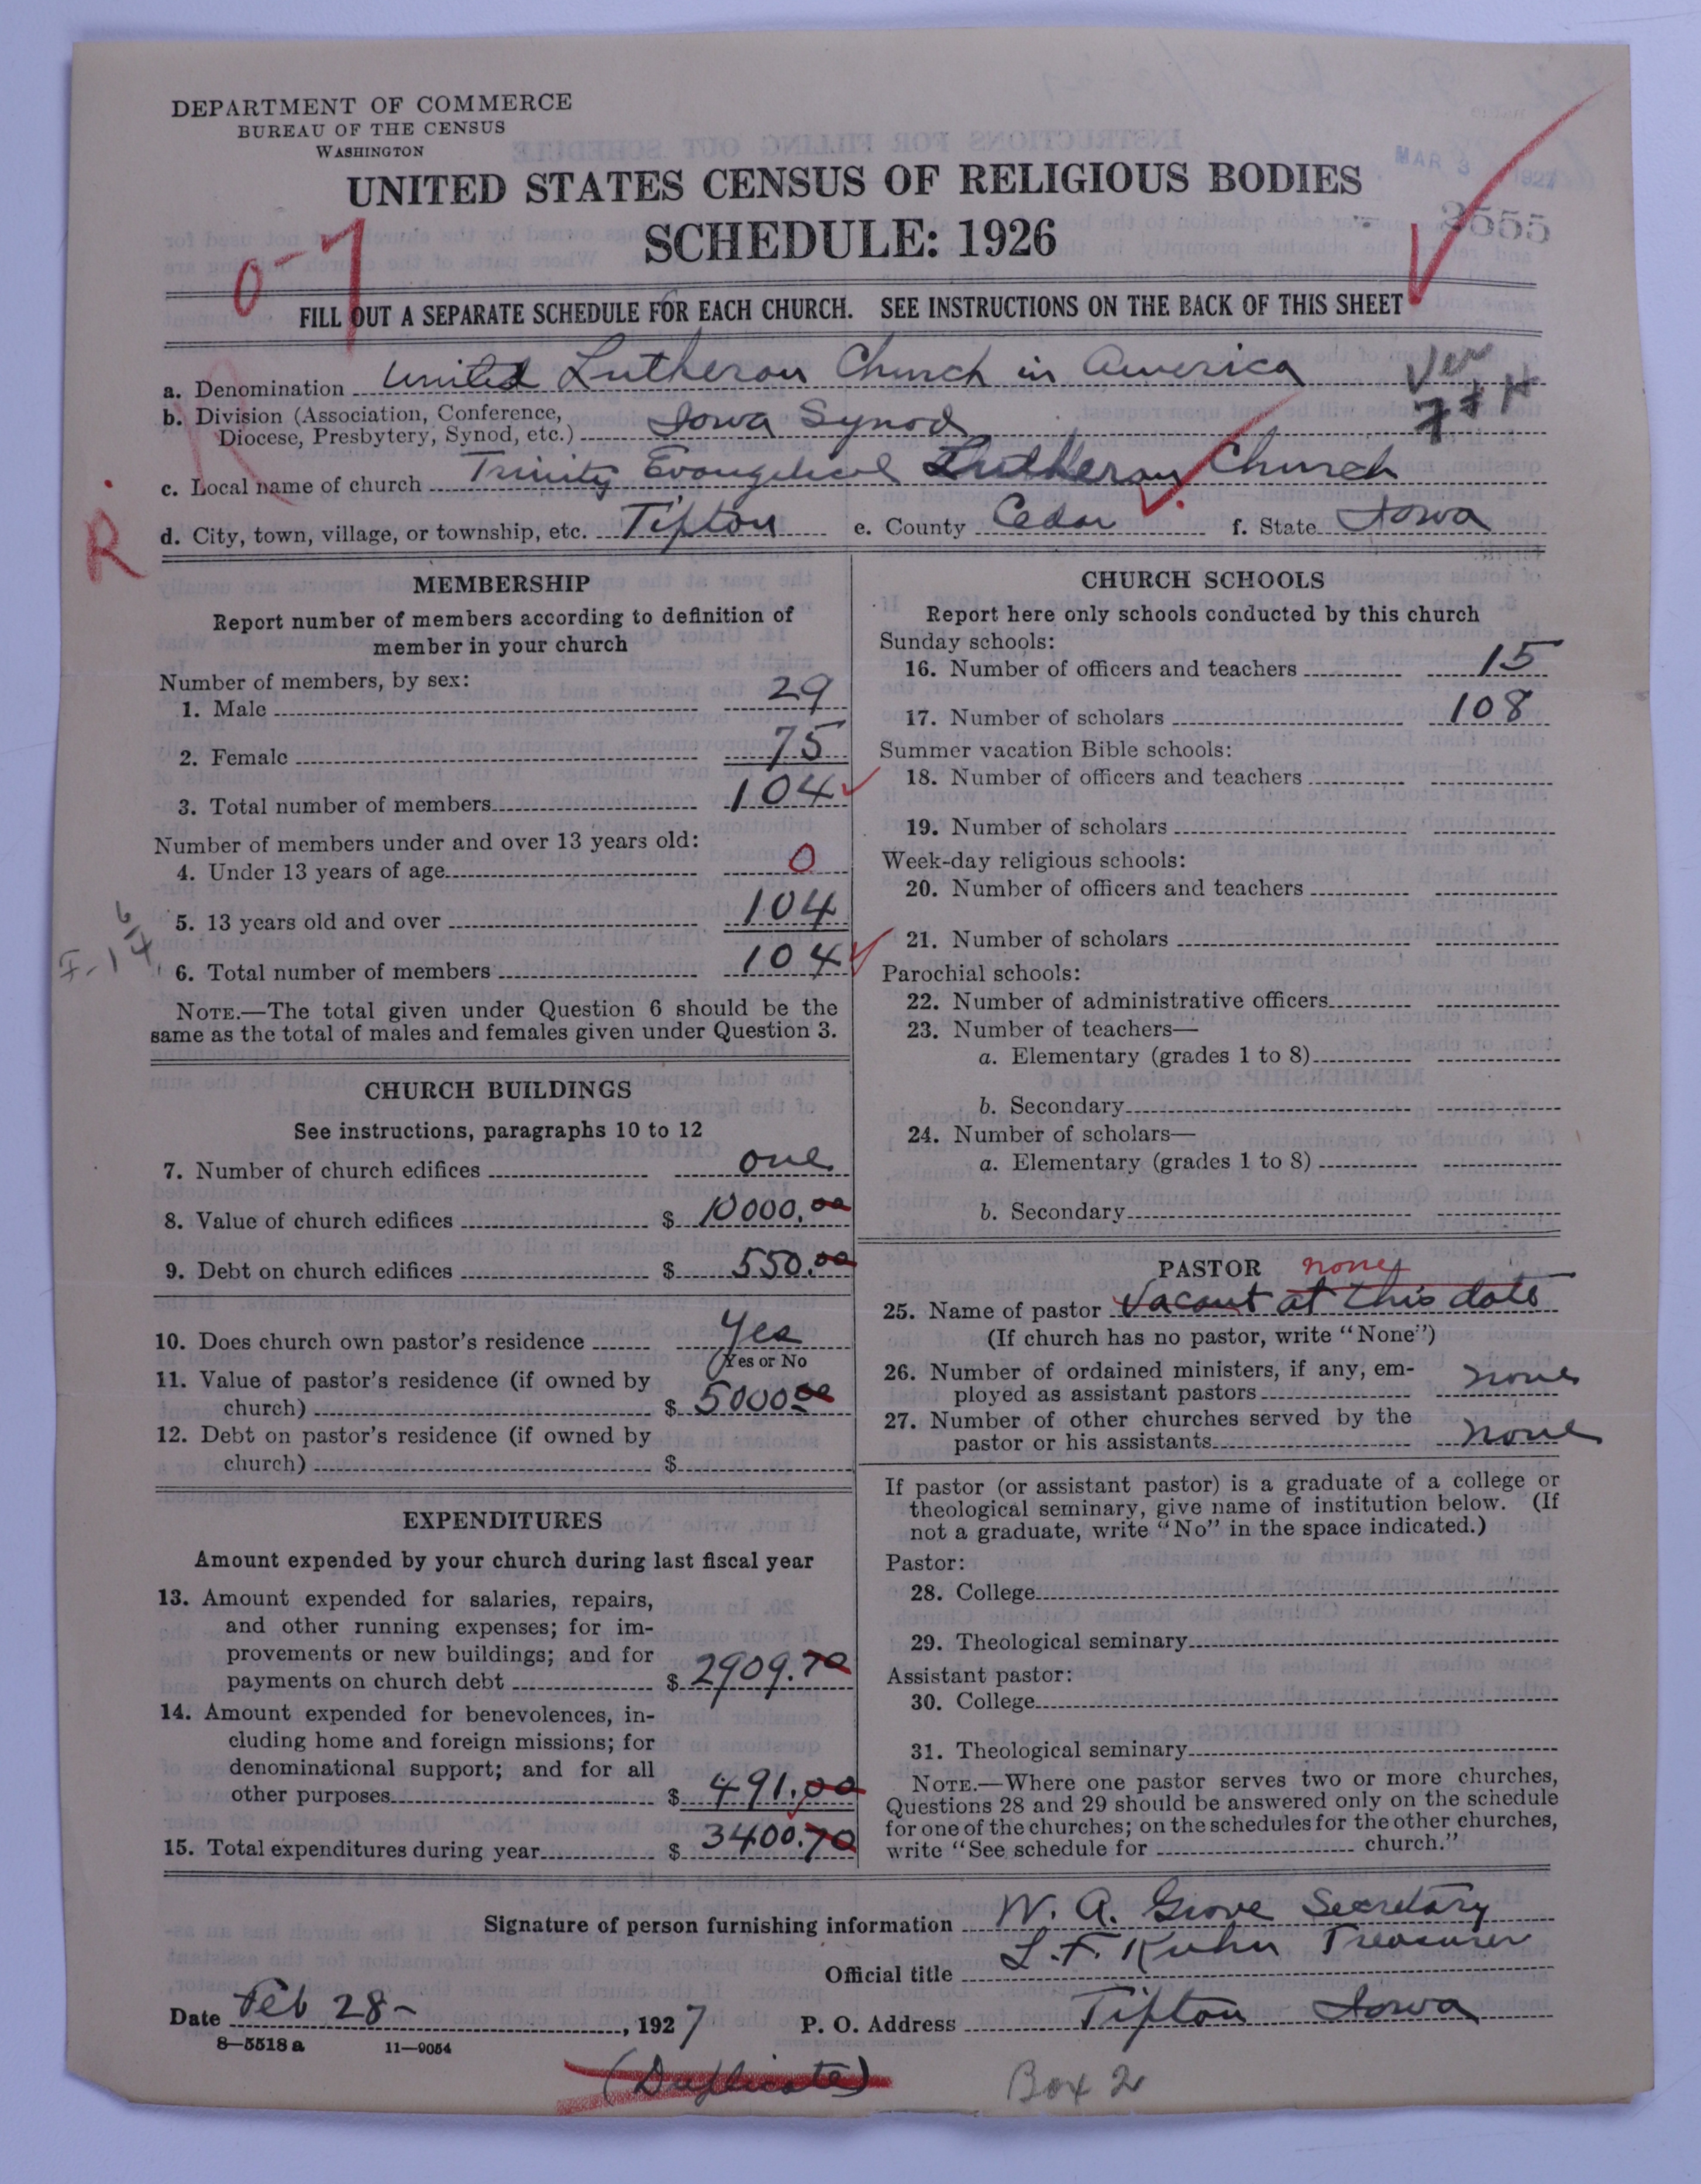 DEPARTMENT OF COMMERCE
BUREAU OF THE CENSUS
WASHINGTON
UNITED STATES CENSUS OF RELIGIOUS BODIES
SCHEDULE: 1926
MAR 3 1927
3555
0-7
FILL OUT A SEPARATE SCHEDULE FOR EACH CHURCH. SEE INSTRUCTIONS ON THE BACK OF THIS SHEET
a. Denomination United Lutheran Church in America
b. Division (Association, Conference, Diocese, Presbytery, Synod, etc.) Iowa Synod
c. Local name of church Trinity Evangelical Lutheran Church
d. City, town, village, or township, etc. Tipton e. County Cedar f. State Iowa
R
MEMBERSHIP
Report number of members according to definition of
member in your church
Number of members, by sex:
1. Male 29
2. Female 75
3. Total number of members 104
Number of members under and over 13 years old:
4. Under 13 years of age 0
5. 13 years old and over 104
6. Total number of members 104
NOTE.—The total given under Question 6 should be the
same as the total of males and females given under Question 3.
CHURCH BUILDINGS
See instructions, paragraphs 10 to 12
7. Number of church edifices one
8. Value of church edifices $ 10000.00
9. Debt on church edifices $ 550.00
10. Does church own pastor's residence Yes
Yes or No
11. Value of pastor's residence (if owned by
church) $ 5000 00
12. Debt on pastor's residence (if owned by
church) $
EXPENDITURES
Amount expended by your church during last fiscal year
13. Amount expended for salaries, repairs,
and other running expenses; for im-
provements or new buildings; and for
payments on church debt $ 2909.70
14. Amount expended for benevolences, in-
cluding home and foreign missions; for
denominational support; and for all
other purposes $ 491.00
15. Total expenditures during year $ 3400.70
CHURCH SCHOOLS
Report here only schools conducted by this church
Sunday schools:
16. Number of officers and teachers 15
17. Number of scholars 108
Summer vacation Bible schools:
18. Number of officers and teachers
19. Number of scholars
Week-day religious schools:
20. Number of officers and teachers
21. Number of scholars
Parochial schools:
22. Number of administrative officers
23. Number of teachers—
a. Elementary (grades 1 to 8)
b. Secondary
24. Number of scholars—
a. Elementary (grades 1 to 8)
b. Secondary
PASTOR none
25. Name of pastor Vacant at this date
(If church has no pastor, write "None")
26. Number of ordained ministers, if any, em-
ployed as assistant pastors none
27. Number of other churches served by the
pastor or his assistants none
If pastor (or assistant pastor) is a graduate of a college or
theological seminary, give name of institution below. (If
not a graduate, write "No" in the space indicated.)
Pastor:
28. College
29. Theological seminary
Assistant pastor:
30. College
31. Theological seminary
NOTE.—Where one pastor serves two or more churches,
Questions 28 and 29 should be answered only on the schedule
for one of the churches; on the schedules for the other churches,
write "See schedule for church."
Signature of person furnishing information W. A. Grove Secretary
L. F. Kuhn Treasurer
Official title
Date Feb 28- , 1927 P. O. Address Tipton Iowa
8—5518 a 11—9054
(Duplicate) Box 2